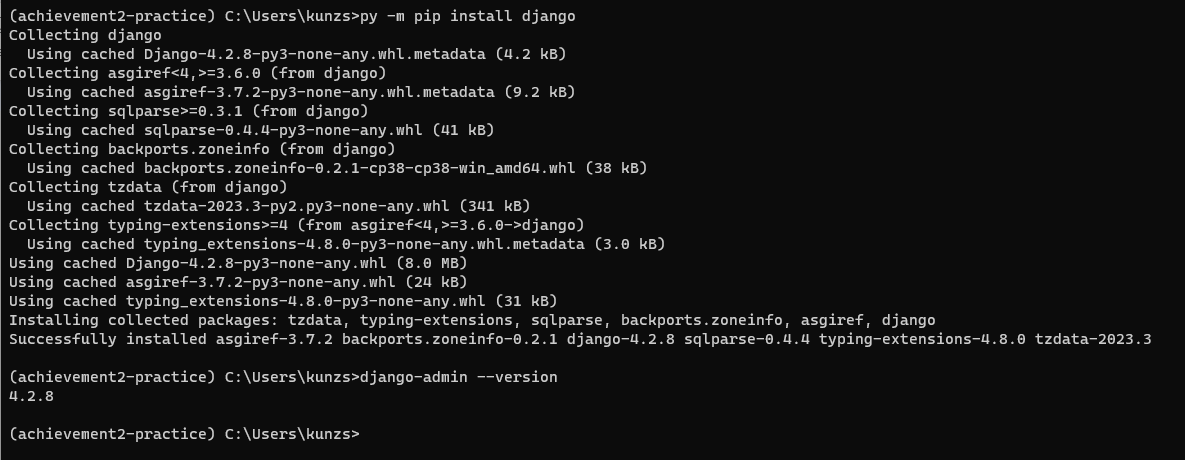 (achievement2-practice) C:\Users\kunzs>py -m pip install django
Collecting django
  Using cached Django-4.2.8-py3-none-any.whl.metadata (4.2 kB)
Collecting asgiref<4,>=3.6.0 (from django)
  Using cached asgiref-3.7.2-py3-none-any.whl.metadata (9.2 kB)
Collecting sqlparse>=0.3.1 (from django)
  Using cached sqlparse-0.4.4-py3-none-any.whl (41 kB)
Collecting backports.zoneinfo (from django)
  Using cached backports.zoneinfo-0.2.1-cp38-cp38-win_amd64.whl (38 kB)
Collecting tzdata (from django)
  Using cached tzdata-2023.3-py2.py3-none-any.whl (341 kB)
Collecting typing-extensions>=4 (from asgiref<4,>=3.6.0->django)
  Using cached typing_extensions-4.8.0-py3-none-any.whl.metadata (3.0 kB)
Using cached Django-4.2.8-py3-none-any.whl (8.0 MB)
Using cached asgiref-3.7.2-py3-none-any.whl (24 kB)
Using cached typing_extensions-4.8.0-py3-none-any.whl (31 kB)
Installing collected packages: tzdata, typing-extensions, sqlparse, backports.zoneinfo, asgiref, django
Successfully installed asgiref-3.7.2 backports.zoneinfo-0.2.1 django-4.2.8 sqlparse-0.4.4 typing-extensions-4.8.0 tzdata-2023.3
(achievement2-practice) C:\Users\kunzs>django-admin --version
4.2.8
(achievement2-practice) C:\Users\kunzs>